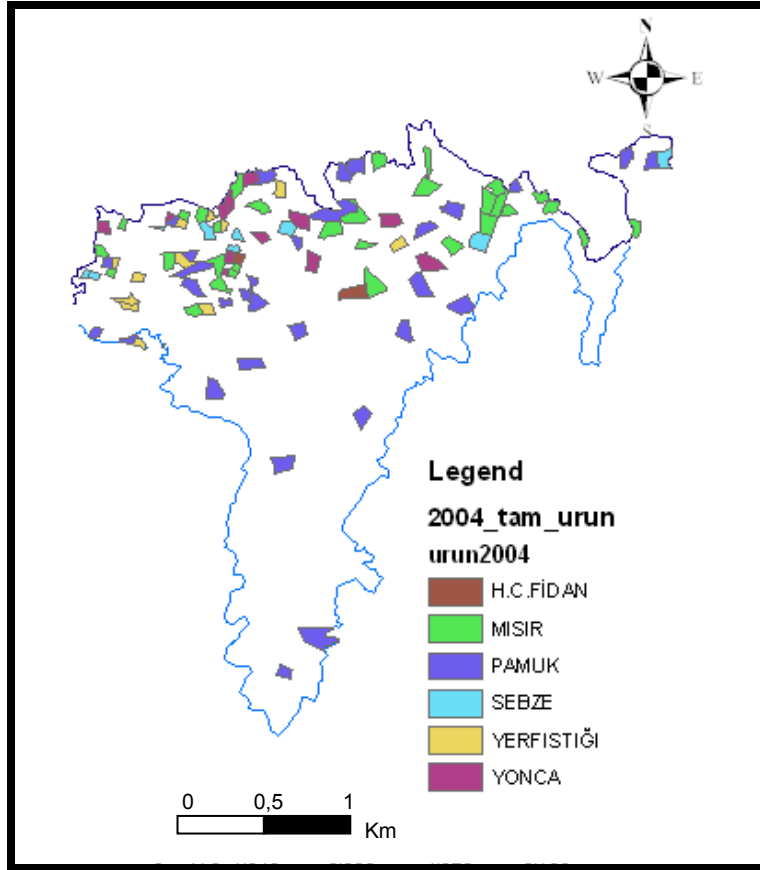 N
W E
S
Legend
2004_tam_urun
urun2004
H.C.FİDAN
MISIR
PAMUK
SEBZE
YERFISTIĞI
YONCA
0 0,5 1
Km